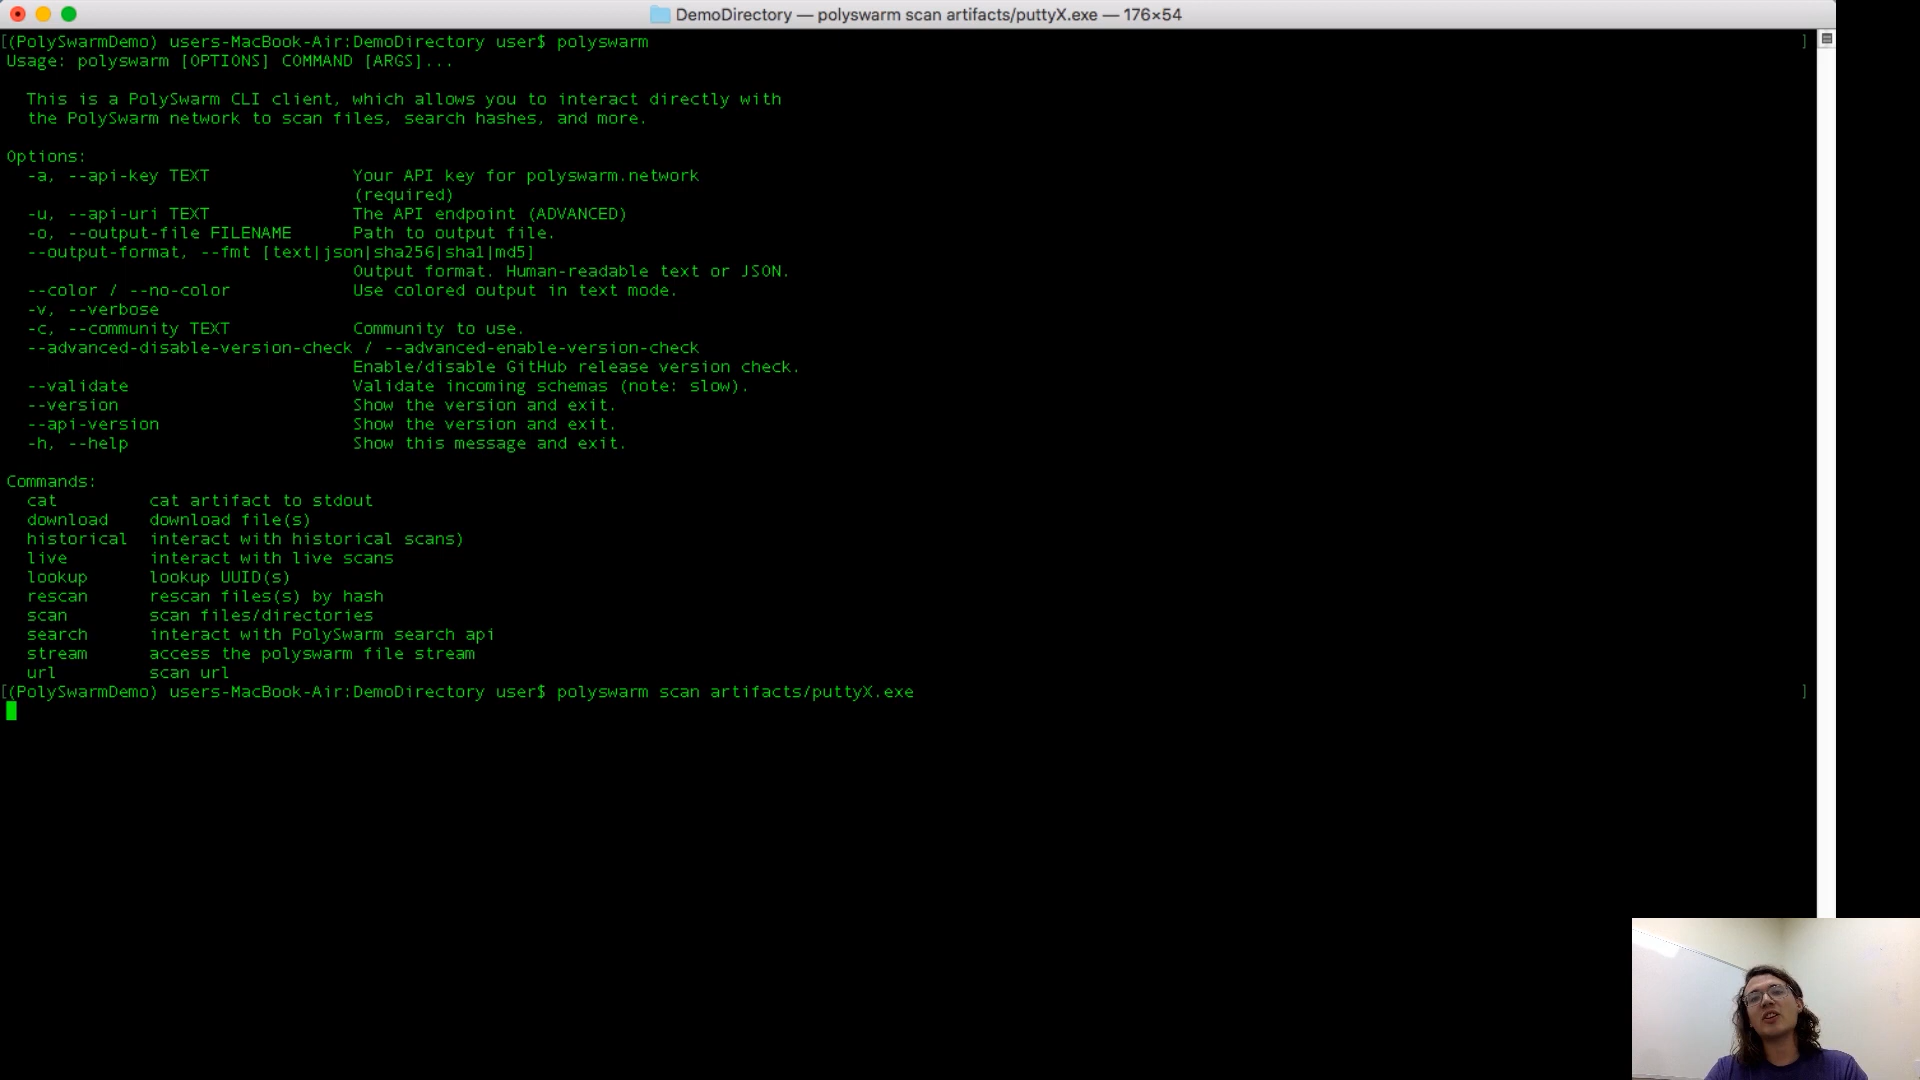 DemoDirectory — polyswarm scan artifacts/puttyX.exe — 176×54
[(PolySwarmDemo) users-MacBook-Air:DemoDirectory user$ polyswarm ]
Usage: polyswarm [OPTIONS] COMMAND [ARGS]...
This is a PolySwarm CLI client, which allows you to interact directly with
the PolySwarm network to scan files, search hashes, and more.
Options:
-a, --api-key TEXT Your API key for polyswarm.network
(required)
-u, --api-uri TEXT The API endpoint (ADVANCED)
-o, --output-file FILENAME Path to output file.
--output-format, --fmt [text|json|sha256|sha1|md5]
Output format. Human-readable text or JSON.
--color / --no-color Use colored output in text mode.
-v, --verbose
-c, --community TEXT Community to use.
--advanced-disable-version-check / --advanced-enable-version-check
Enable/disable GitHub release version check.
--validate Validate incoming schemas (note: slow).
--version Show the version and exit.
--api-version Show the version and exit.
-h, --help Show this message and exit.
Commands:
cat cat artifact to stdout
download download file(s)
historical interact with historical scans)
live interact with live scans
lookup lookup UUID(s)
rescan rescan files(s) by hash
scan scan files/directories
search interact with PolySwarm search api
stream access the polyswarm file stream
url scan url
[(PolySwarmDemo) users-MacBook-Air:DemoDirectory user$ polyswarm scan artifacts/puttyX.exe ]